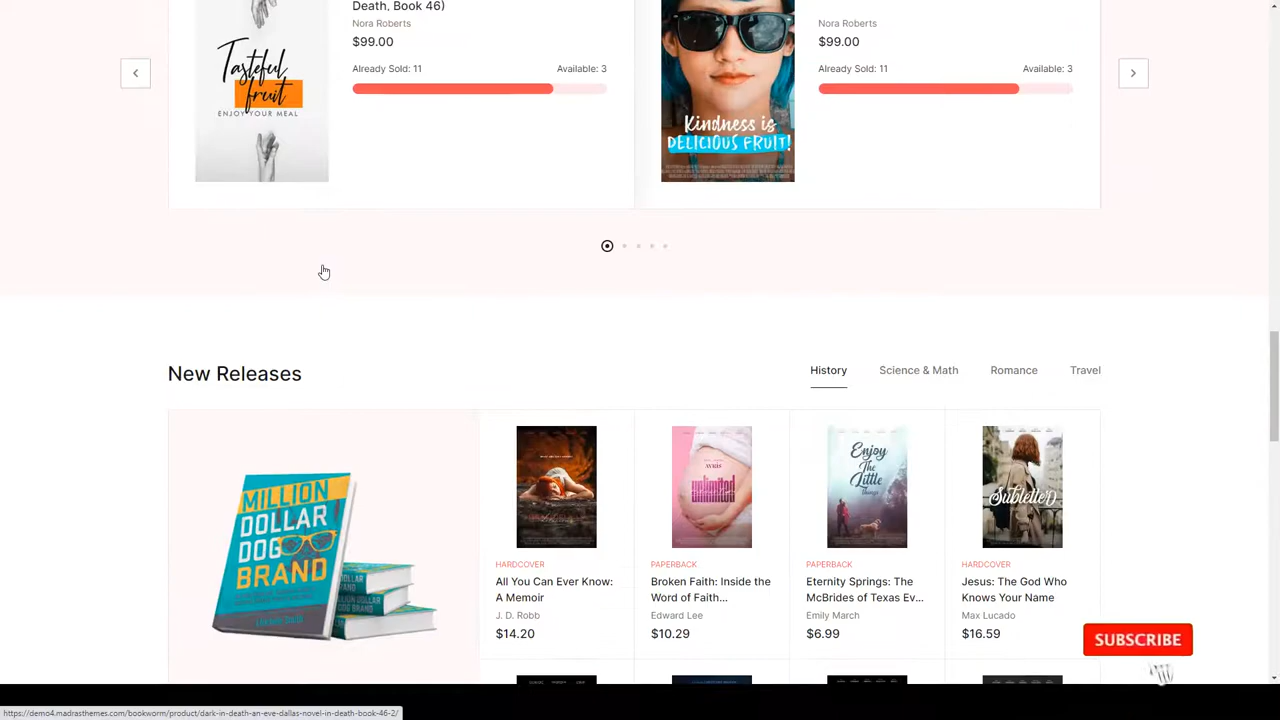 Death, Book 46)
Nora Roberts
$99.00
Already Sold: 11
Available: 3
Tasteful
fruit
ENJOY YOUR MEAL
Nora Roberts
$99.00
Already Sold: 11
Available: 3
Kindness is
DELICIOUS FRUIT!
New Releases
History
Science & Math
Romance
Travel
MILLION
DOLLAR
DOG
BRAND
HARDCOVER
All You Can Ever Know:
A Memoir
J. D. Robb
$14.20
unlimited
PAPERBACK
Broken Faith: Inside the
Word of Faith...
Edward Lee
$10.29
Enjoy
The
Little
Things
PAPERBACK
Eternity Springs: The
McBrides of Texas Ev...
Emily March
$6.99
Subletter
HARDCOVER
Jesus: The God Who
Knows Your Name
Max Lucado
$16.59
SUBSCRIBE
https://demo4.madrasthemes.com/bookworm/product/dark-in-death-an-eve-dallas-novel-in-death-book-46-2/